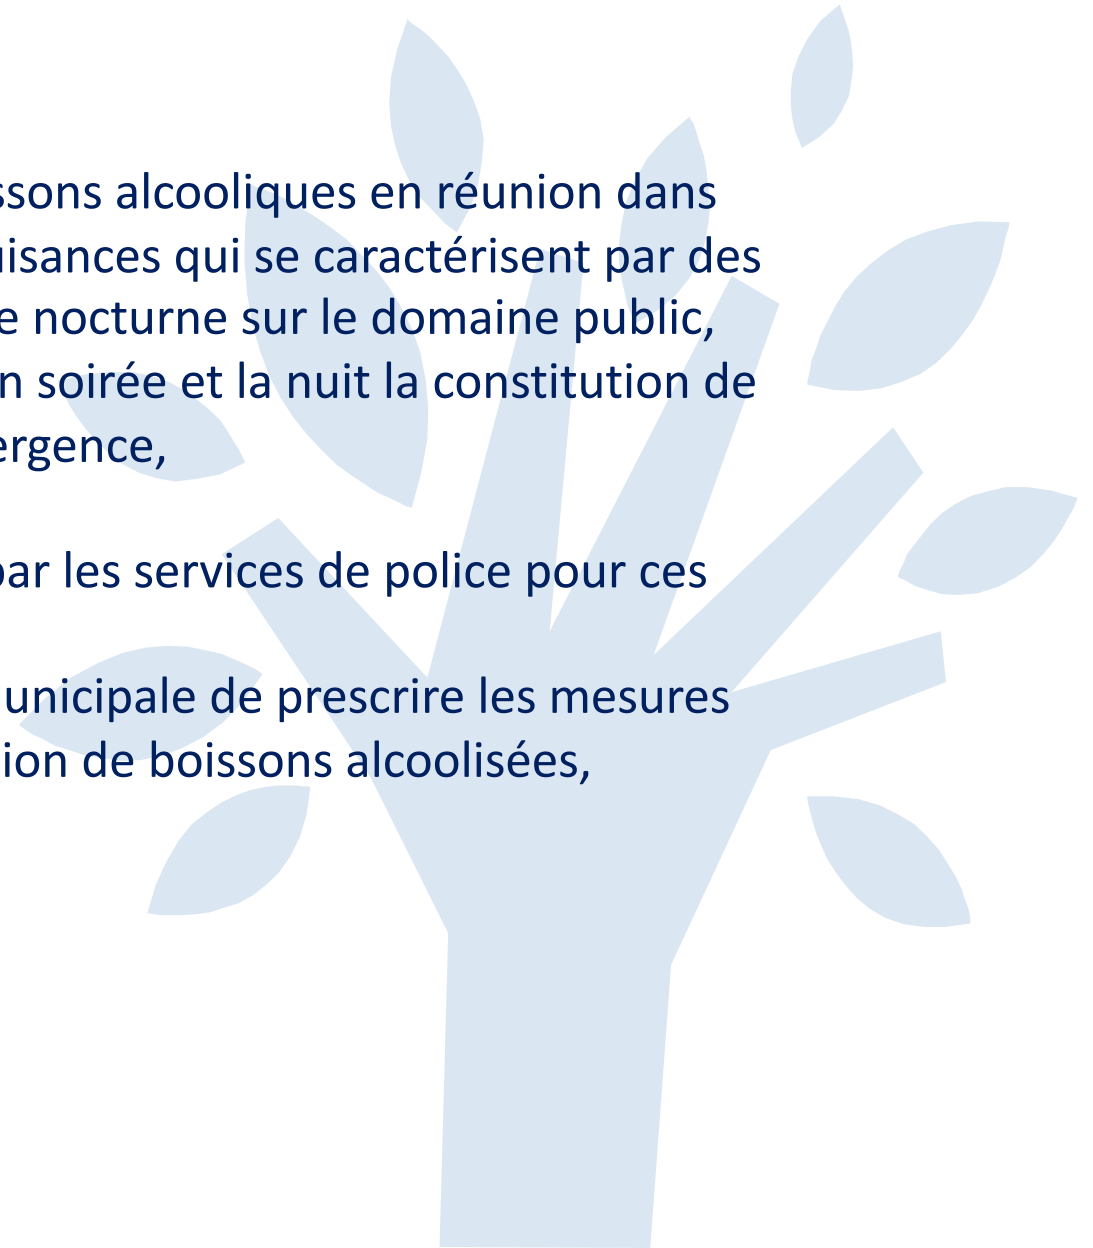 ssons alcooliques en réunion dans
uisances qui se caractérisent par des
e nocturne sur le domaine public,
n soirée et la nuit la constitution de
ergence,
par les services de police pour ces
unicipale de prescrire les mesures
ion de boissons alcoolisées,